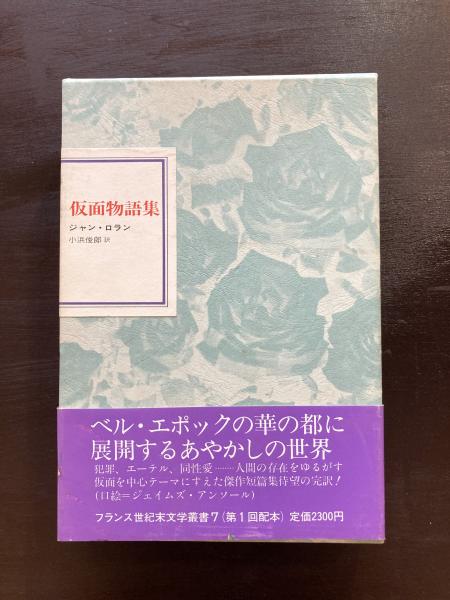 仮面物語集
ジャン・ロラン
小浜俊郎 訳
ベル・エポックの華の都に
展開するあやかしの世界
犯罪、エーテル、同性愛……人間の存在をゆるがす
仮面を中心テーマにすえた傑作短篇集待望の完訳！
(口絵＝ジェイムズ・アンソール)
フランス世紀末文学叢書7(第1回配本) 定価2300円